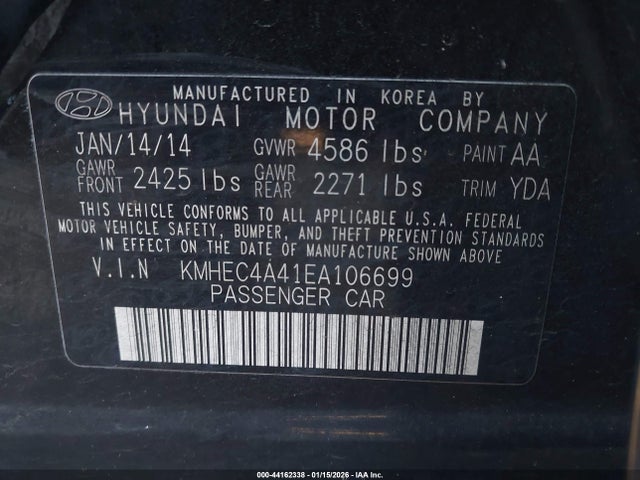 MANUFACTURED IN KOREA BY
HYUNDAI MOTOR COMPANY
JAN/14/14 GVWR 4586 lbs PAINT AA
GAWR FRONT 2425 lbs GAWR REAR 2271 lbs TRIM YDA
THIS VEHICLE CONFORMS TO ALL APPLICABLE U.S.A. FEDERAL
MOTOR VEHICLE SAFETY, BUMPER, AND THEFT PREVENTION STANDARDS
IN EFFECT ON THE DATE OF MANUFACTURE SHOWN ABOVE
V.I.N KMHEC4A41EA106699
PASSENGER CAR
000-44162338 - 01/15/2026 - IAA Inc.